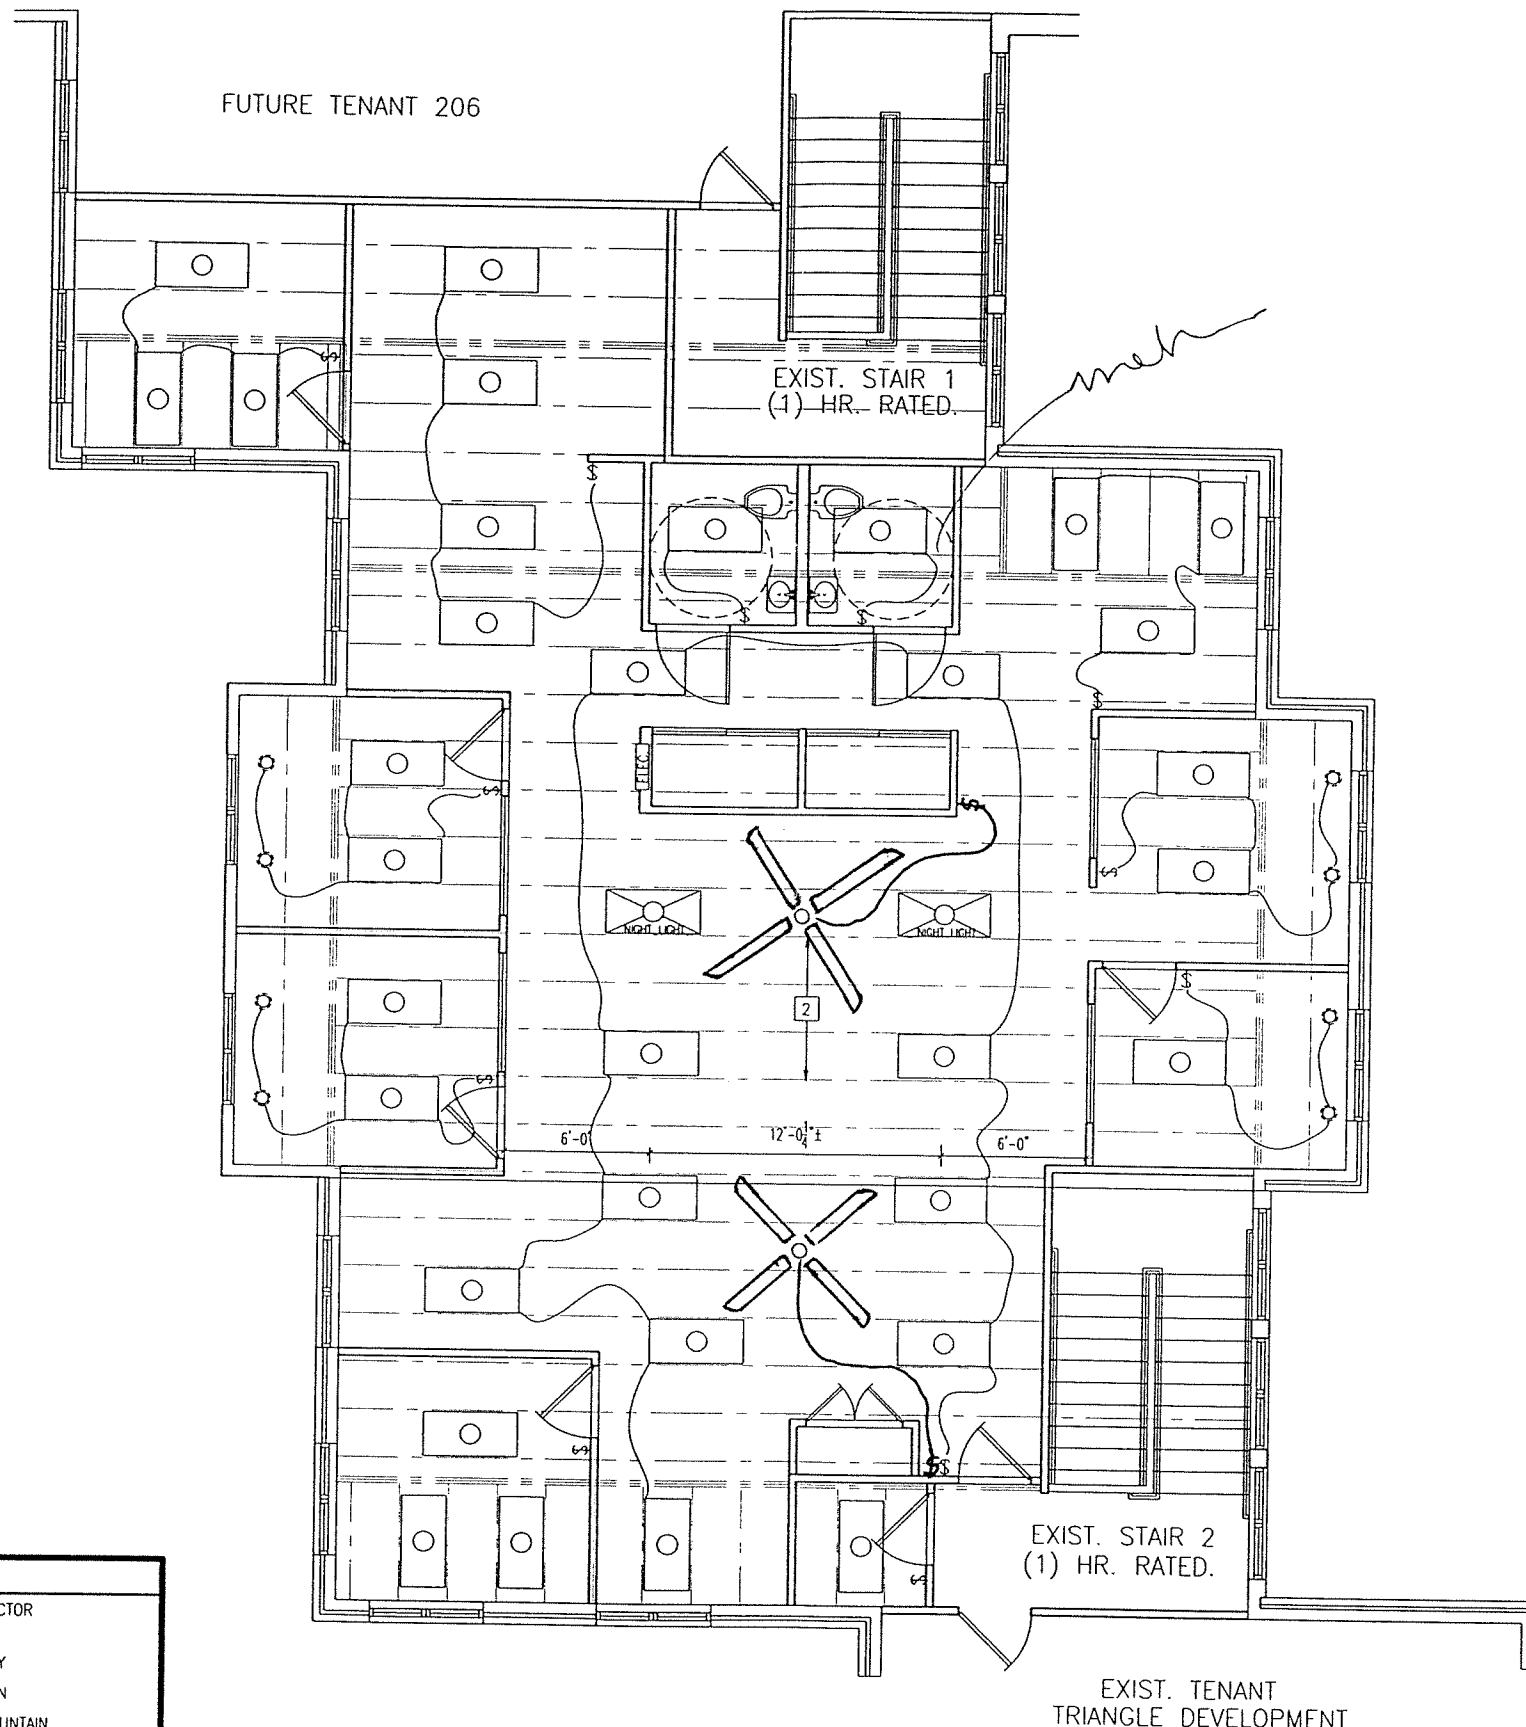 FUTURE TENANT 206
EXIST. STAIR 1
(1) HR. RATED.
$
$
$
$
$
ELEC
$
$
$
NIGHT LIGHT
NIGHT LIGHT
$
2
$
6'-0"
12'-0¼"±
6'-0"
$
$$
$
EXIST. STAIR 2
(1) HR. RATED.
CTOR
Y
N
UNTAIN
EXIST. TENANT
TRIANGLE DEVELOPMENT